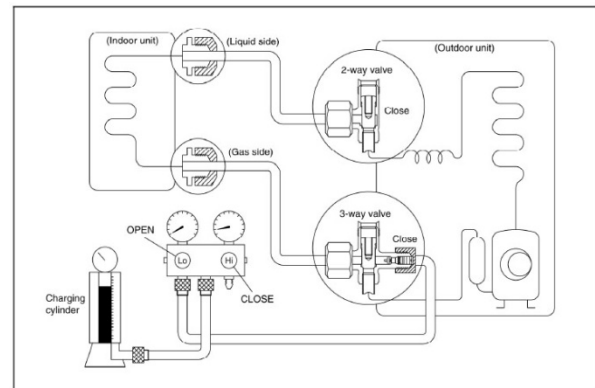 (Indoor unit)
(Liquid side)
(Outdoor unit)
2-way valve
Close
(Gas side)
3-way valve
Close
OPEN
Lo
Hi
CLOSE
Charging
cylinder